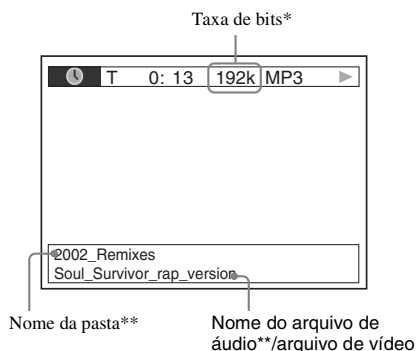 Taxa de bits*
T 0: 13 192k MP3
2002_Remixes
Soul_Survivor_rap_version
Nome da pasta**
Nome do arquivo de
áudio**/arquivo de vídeo